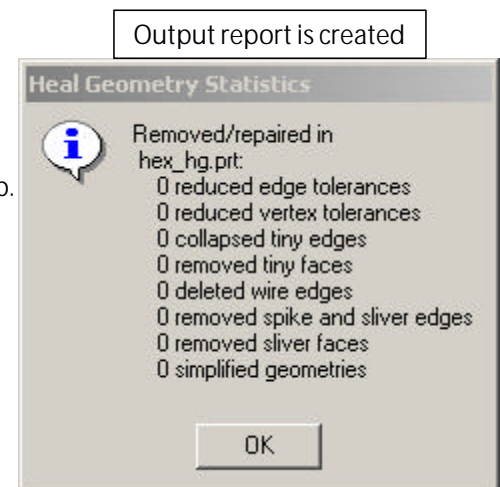 Output report is created
Heal Geometry Statistics
Removed/repaired in
hex_hg.prt:
0 reduced edge tolerances
0 reduced vertex tolerances
0 collapsed tiny edges
0 removed tiny faces
0 deleted wire edges
0 removed spike and sliver edges
0 removed sliver faces
0 simplified geometries
OK